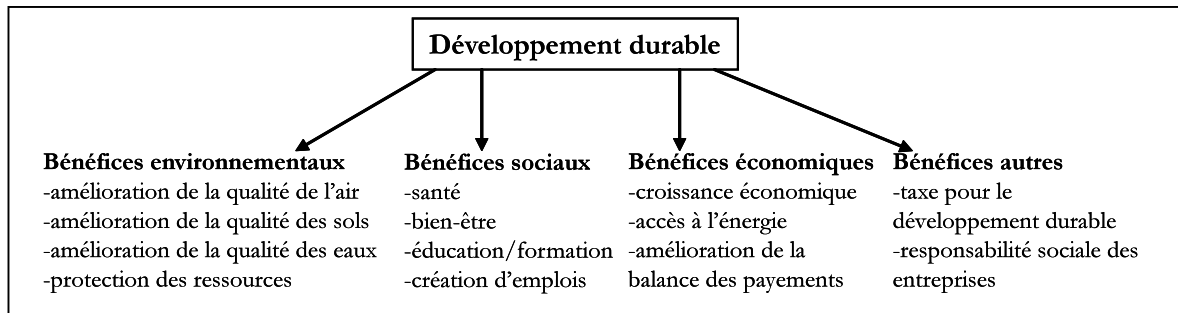 Développement durable
Bénéfices environnementaux
-amélioration de la qualité de l’air
-amélioration de la qualité des sols
-amélioration de la qualité des eaux
-protection des ressources
Bénéfices sociaux
-santé
-bien-être
-éducation/formation
-création d’emplois
Bénéfices économiques
-croissance économique
-accès à l’énergie
-amélioration de la
balance des payements
Bénéfices autres
-taxe pour le
développement durable
-responsabilité sociale des
entreprises